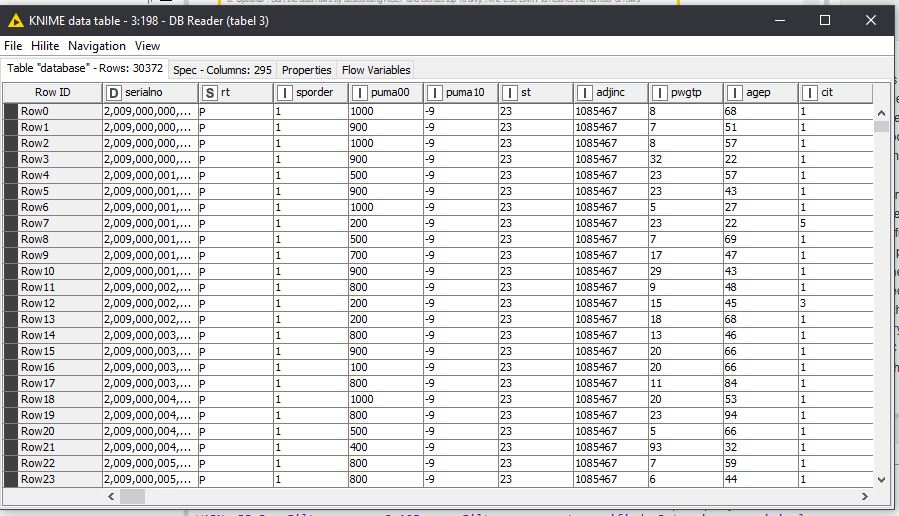 KNIME data table - 3:198 - DB Reader (tabel 3)
File Hilite Navigation View
Table "database" - Rows: 30372 Spec - Columns: 295 Properties Flow Variables
Row ID D serialno S rt I sporder I puma00 I puma10 I st I adjinc I pwgtp I agep I cit
Row0 2,009,000,000,... P 1 1000 -9 23 1085467 8 68 1
Row1 2,009,000,000,... P 1 900 -9 23 1085467 7 51 1
Row2 2,009,000,000,... P 1 1000 -9 23 1085467 8 57 1
Row3 2,009,000,000,... P 1 900 -9 23 1085467 32 22 1
Row4 2,009,000,001,... P 1 500 -9 23 1085467 23 57 1
Row5 2,009,000,001,... P 1 900 -9 23 1085467 23 43 1
Row6 2,009,000,001,... P 1 1000 -9 23 1085467 5 27 1
Row7 2,009,000,001,... P 1 200 -9 23 1085467 23 22 5
Row8 2,009,000,001,... P 1 500 -9 23 1085467 7 69 1
Row9 2,009,000,001,... P 1 700 -9 23 1085467 17 47 1
Row10 2,009,000,001,... P 1 900 -9 23 1085467 29 43 1
Row11 2,009,000,002,... P 1 800 -9 23 1085467 9 48 1
Row12 2,009,000,002,... P 1 200 -9 23 1085467 15 45 3
Row13 2,009,000,002,... P 1 200 -9 23 1085467 18 68 1
Row14 2,009,000,003,... P 1 800 -9 23 1085467 13 46 1
Row15 2,009,000,003,... P 1 900 -9 23 1085467 20 66 1
Row16 2,009,000,003,... P 1 100 -9 23 1085467 20 66 1
Row17 2,009,000,003,... P 1 800 -9 23 1085467 11 84 1
Row18 2,009,000,004,... P 1 1000 -9 23 1085467 20 53 1
Row19 2,009,000,004,... P 1 800 -9 23 1085467 23 94 1
Row20 2,009,000,004,... P 1 500 -9 23 1085467 5 66 1
Row21 2,009,000,004,... P 1 400 -9 23 1085467 93 32 1
Row22 2,009,000,005,... P 1 800 -9 23 1085467 7 59 1
Row23 2,009,000,005,... P 1 800 -9 23 1085467 6 44 1